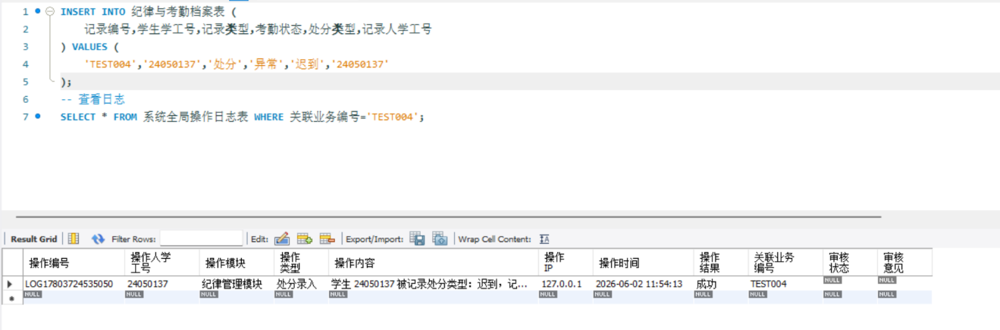 1 INSERT INTO 纪律与考勤档案表 (
2 记录编号,学生学工号,记录类型,考勤状态,处分类型,记录人学工号
3 ) VALUES (
4 'TEST004','24050137','处分','异常','迟到','24050137'
5 );
6 -- 查看日志
7 SELECT * FROM 系统全局操作日志表 WHERE 关联业务编号='TEST004';
Result Grid Filter Rows: Edit: Export/Import: Wrap Cell Content: IA
操作编号 操作人学工号 操作模块 操作类型 操作内容 操作IP 操作时间 操作结果 关联业务编号 审核状态 审核意见
LOG17803724535050 24050137 纪律管理模块 处分录入 学生 24050137 被记录处分类型：迟到，记... 127.0.0.1 2026-06-02 11:54:13 成功 TEST004 NULL NULL
NULL NULL NULL NULL NULL NULL NULL NULL NULL NULL NULL